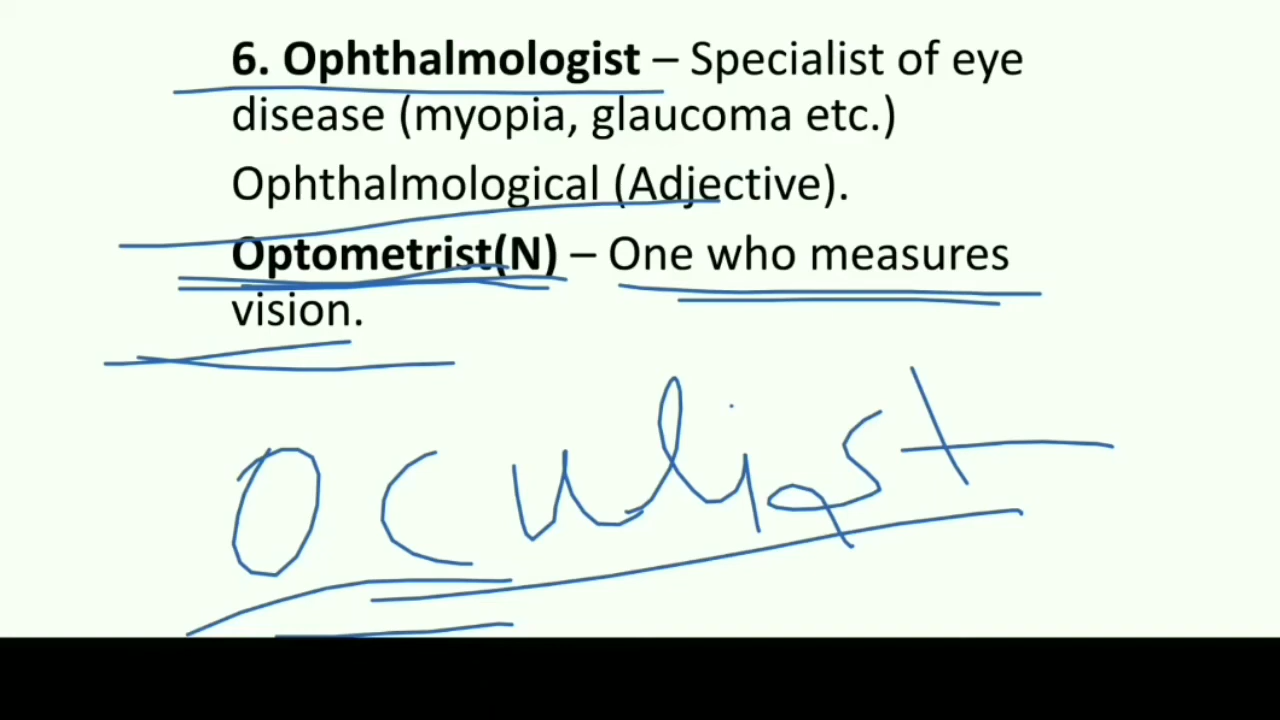 6. Ophthalmologist – Specialist of eye
disease (myopia, glaucoma etc.)
Ophthalmological (Adjective).
Optometrist(N) – One who measures
vision.
Oculist